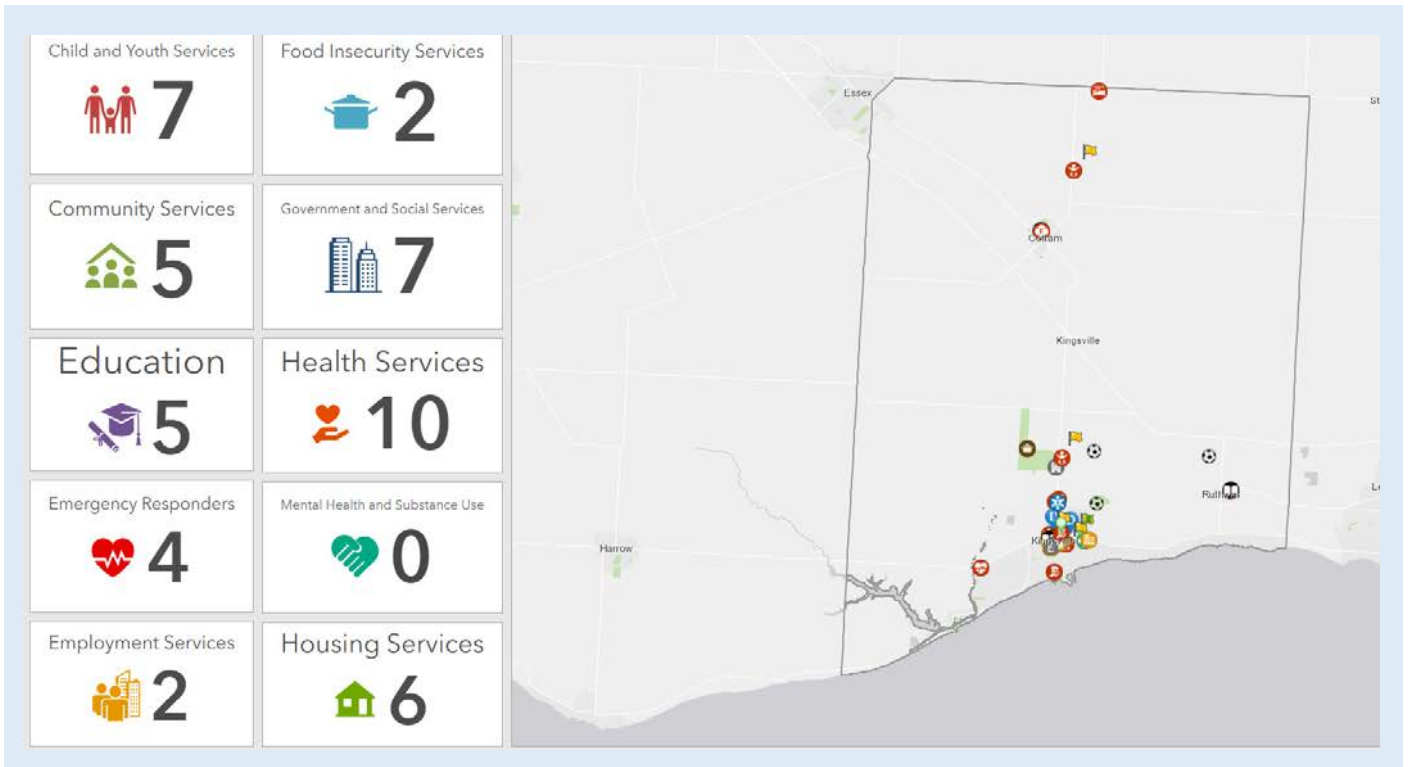 Child and Youth Services
7
Food Insecurity Services
2
Community Services
5
Government and Social Services
7
Education
5
Health Services
10
Emergency Responders
4
Mental Health and Substance Use
0
Employment Services
2
Housing Services
6
Essex
St
Kingsville
Harrow